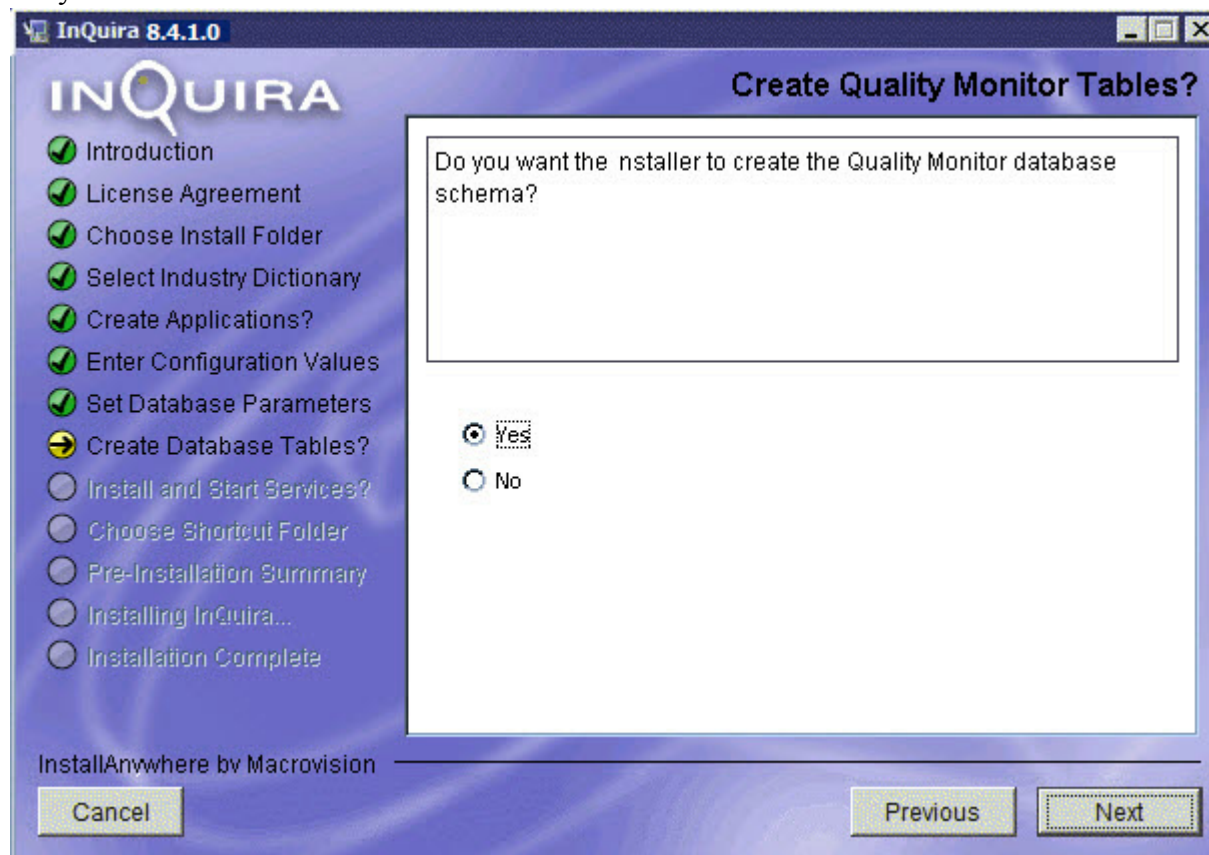 InQuira 8.4.1.0
INQUIRA
Create Quality Monitor Tables?
Introduction
License Agreement
Choose Install Folder
Select Industry Dictionary
Create Applications?
Enter Configuration Values
Set Database Parameters
Create Database Tables?
Install and Start Services?
Choose Shortcut Folder
Pre-Installation Summary
Installing InQuira...
Installation Complete
Do you want the nstaller to create the Quality Monitor database
schema?
Yes
No
InstallAnywhere by Macrovision
Cancel
Previous
Next